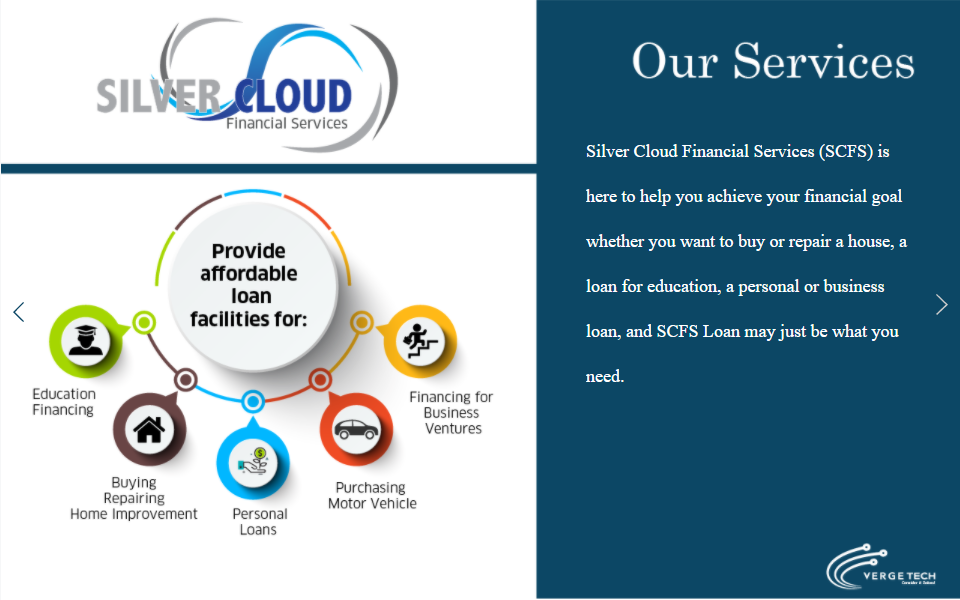 SILVER CLOUD
Financial Services
Provide
affordable
loan
facilities for:
Education
Financing
Buying
Repairing
Home Improvement
Personal
Loans
Purchasing
Motor Vehicle
Financing for
Business
Ventures
Our Services
Silver Cloud Financial Services (SCFS) is
here to help you achieve your financial goal
whether you want to buy or repair a house, a
loan for education, a personal or business
loan, and SCFS Loan may just be what you
need.
VERGE TECH